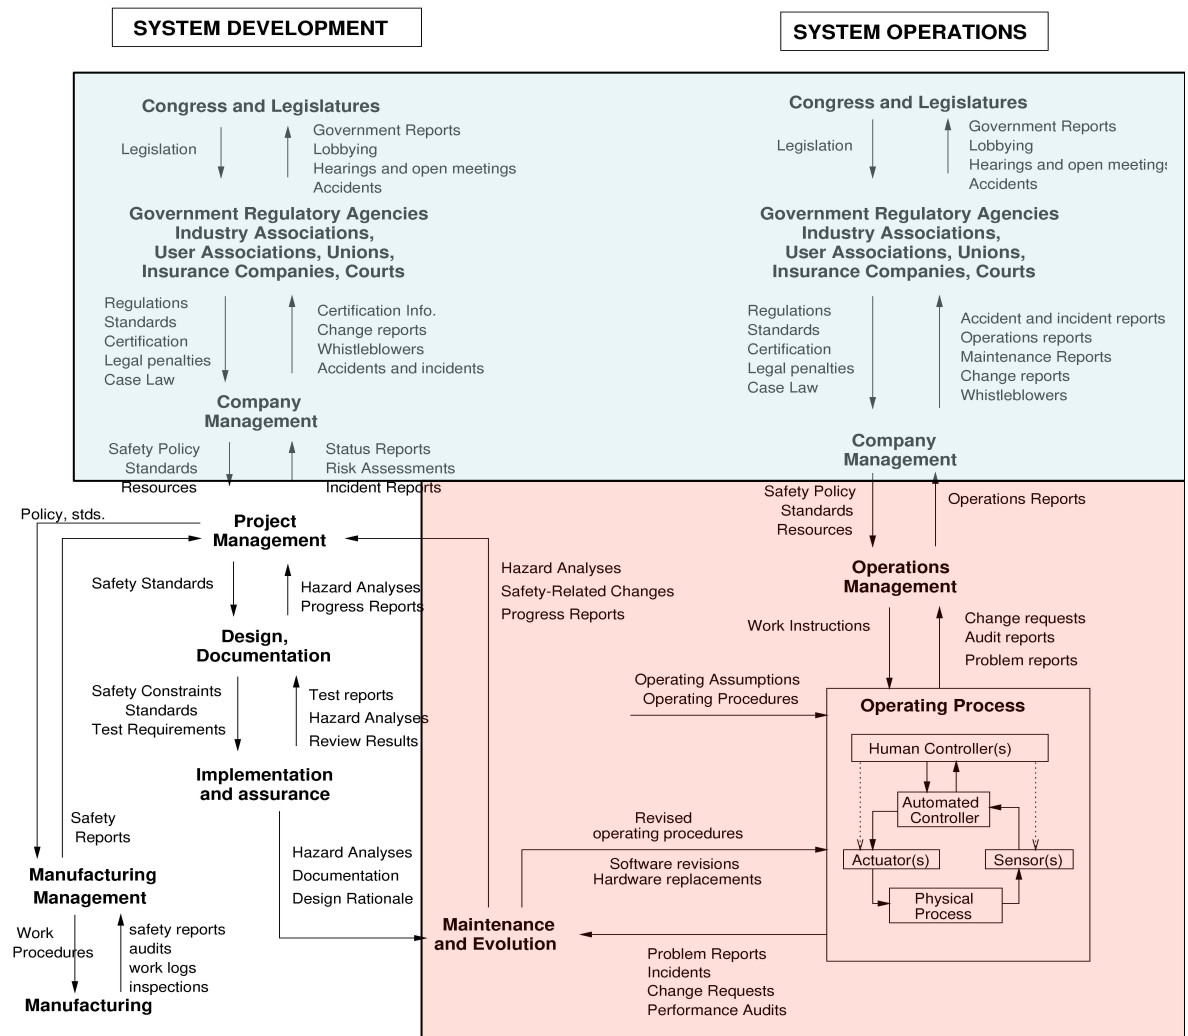 SYSTEM DEVELOPMENT
SYSTEM OPERATIONS
Congress and Legislatures
Legislation
Government Reports
Lobbying
Hearings and open meetings
Accidents
Government Regulatory Agencies
Industry Associations,
User Associations, Unions,
Insurance Companies, Courts
Regulations
Standards
Certification
Legal penalties
Case Law
Certification Info.
Change reports
Whistleblowers
Accidents and incidents
Company
Management
Safety Policy
Standards
Resources
Status Reports
Risk Assessments
Incident Reports
Policy, stds.
Project
Management
Safety Standards
Hazard Analyses
Progress Reports
Design,
Documentation
Safety Constraints
Standards
Test Requirements
Test reports
Hazard Analyses
Review Results
Implementation
and assurance
Safety
Reports
Hazard Analyses
Documentation
Design Rationale
Manufacturing
Management
Work
Procedures
safety reports
audits
work logs
inspections
Manufacturing
Congress and Legislatures
Legislation
Government Reports
Lobbying
Hearings and open meetings
Accidents
Government Regulatory Agencies
Industry Associations,
User Associations, Unions,
Insurance Companies, Courts
Regulations
Standards
Certification
Legal penalties
Case Law
Accident and incident reports
Operations reports
Maintenance Reports
Change reports
Whistleblowers
Company
Management
Safety Policy
Standards
Resources
Operations Reports
Operations
Management
Hazard Analyses
Safety-Related Changes
Progress Reports
Work Instructions
Change requests
Audit reports
Problem reports
Operating Assumptions
Operating Procedures
Operating Process
Human Controller(s)
Automated
Controller
Actuator(s)
Sensor(s)
Physical
Process
Revised
operating procedures
Software revisions
Hardware replacements
Maintenance
and Evolution
Problem Reports
Incidents
Change Requests
Performance Audits